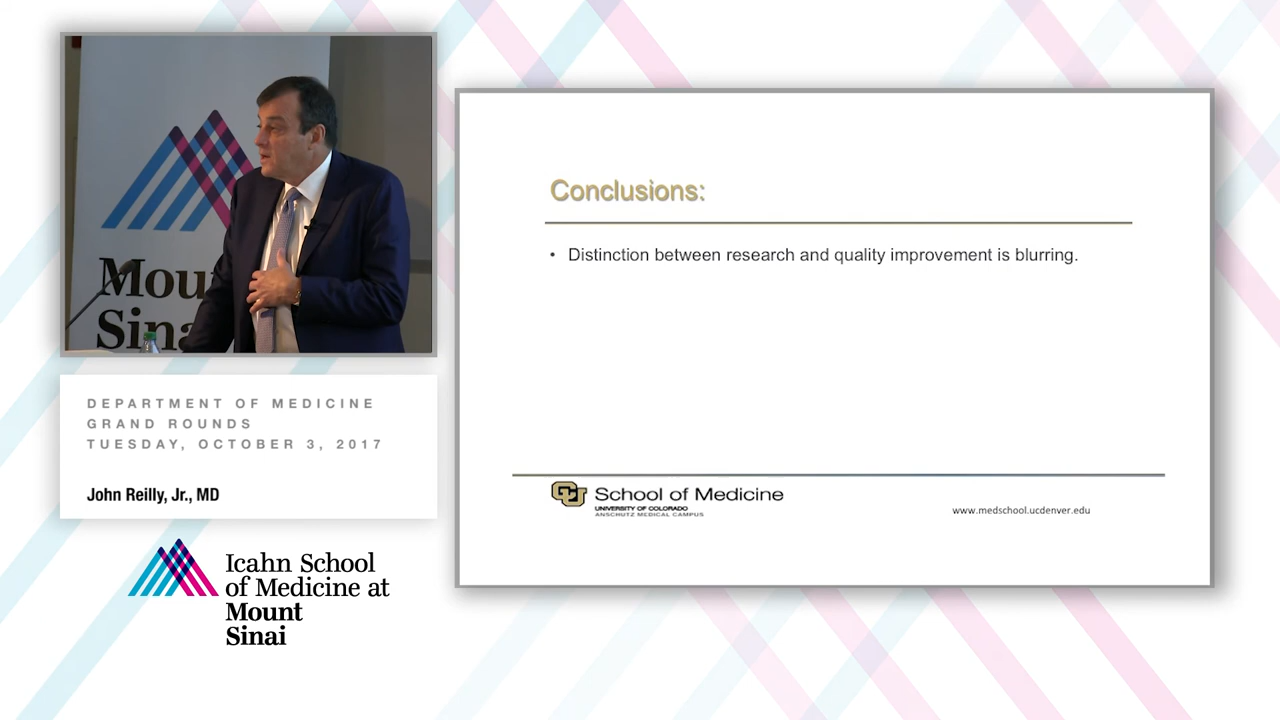 Mou
Sina
DEPARTMENT OF MEDICINE
GRAND ROUNDS
TUESDAY, OCTOBER 3, 2017
John Reilly, Jr., MD
Icahn School
of Medicine at
Mount
Sinai
Conclusions:
• Distinction between research and quality improvement is blurring.
CU
School of Medicine
UNIVERSITY OF COLORADO
ANSCHUTZ MEDICAL CAMPUS
www.medschool.ucdenver.edu